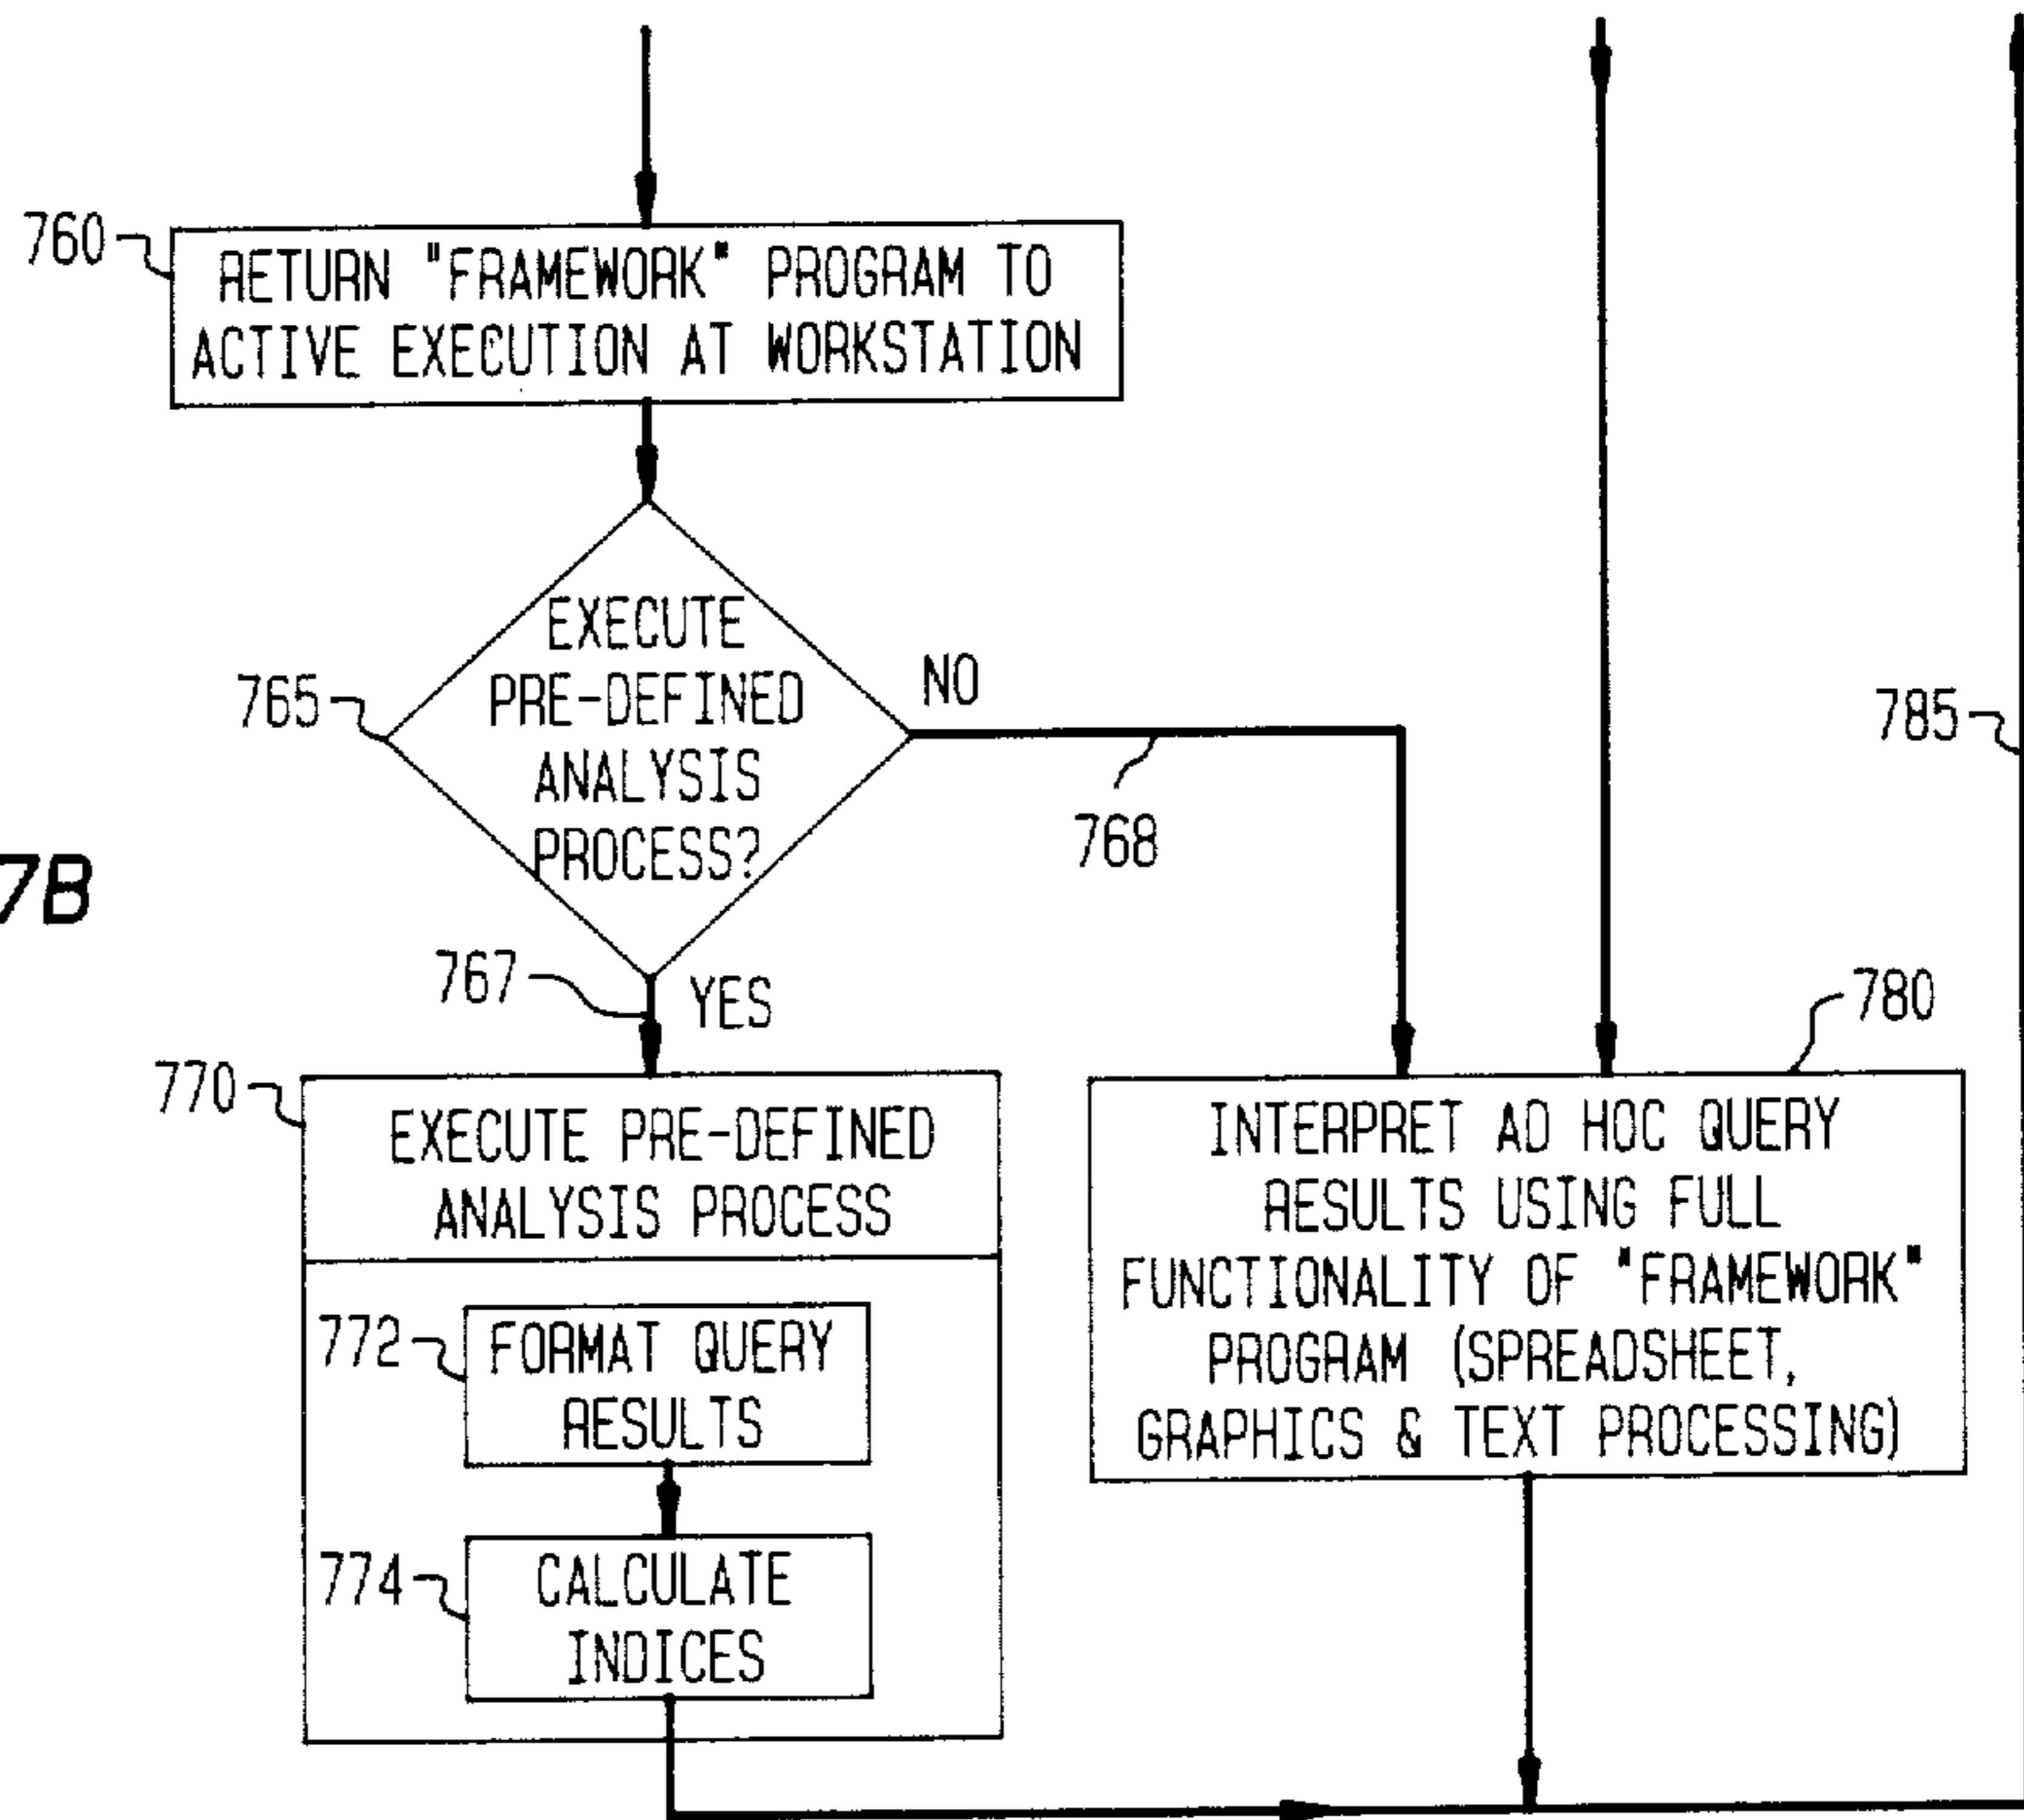 760
RETURN "FRAMEWORK" PROGRAM TO
ACTIVE EXECUTION AT WORKSTATION
765
EXECUTE
PRE-DEFINED
ANALYSIS
PROCESS?
NO
768
785
7B
767
YES
770
EXECUTE PRE-DEFINED
ANALYSIS PROCESS
772
FORMAT QUERY
RESULTS
774
CALCULATE
INDICES
780
INTERPRET AD HOC QUERY
RESULTS USING FULL
FUNCTIONALITY OF "FRAMEWORK"
PROGRAM (SPREADSHEET,
GRAPHICS & TEXT PROCESSING)